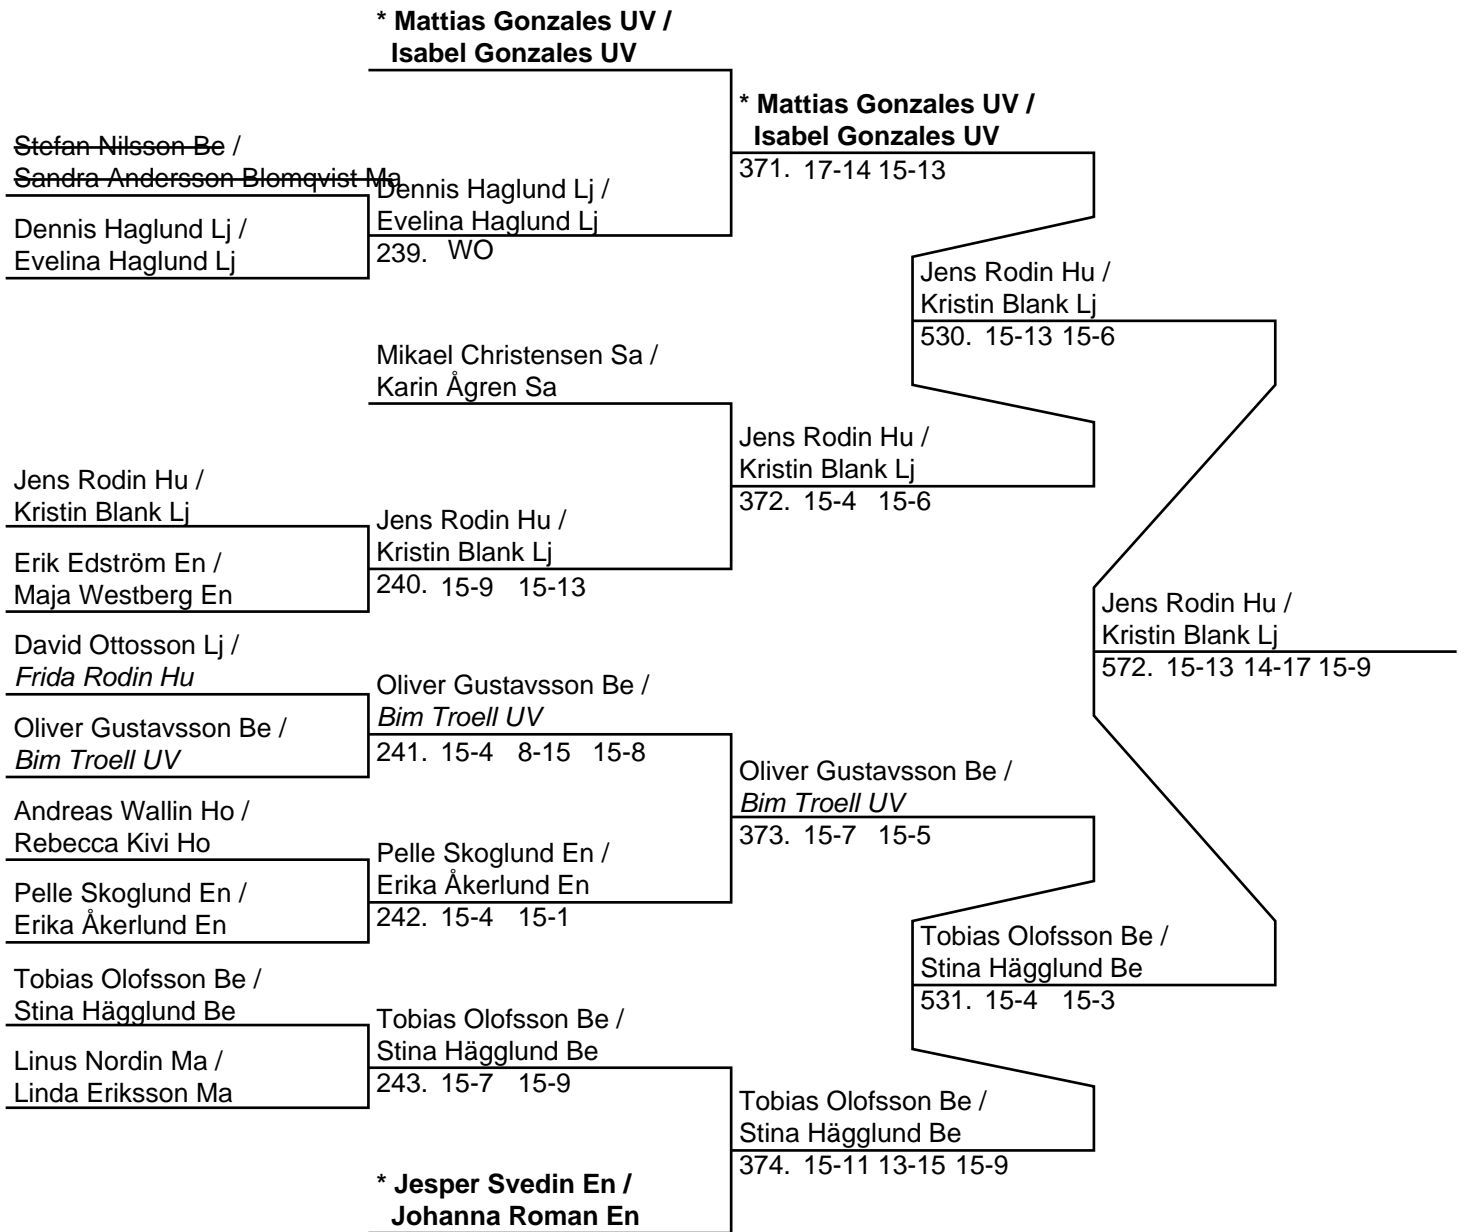 * Mattias Gonzales UV /
Isabel Gonzales UV
* Mattias Gonzales UV /
Isabel Gonzales UV
371. 17-14 15-13
Stefan Nilsson Be /
Sandra Andersson Blomqvist Ma
Dennis Haglund Lj /
Evelina Haglund Lj
239. WO
Dennis Haglund Lj /
Evelina Haglund Lj
Jens Rodin Hu /
Kristin Blank Lj
530. 15-13 15-6
Mikael Christensen Sa /
Karin Ågren Sa
Jens Rodin Hu /
Kristin Blank Lj
372. 15-4 15-6
Jens Rodin Hu /
Kristin Blank Lj
Jens Rodin Hu /
Kristin Blank Lj
240. 15-9 15-13
Erik Edström En /
Maja Westberg En
Jens Rodin Hu /
Kristin Blank Lj
572. 15-13 14-17 15-9
David Ottosson Lj /
Frida Rodin Hu
Oliver Gustavsson Be /
Bim Troell UV
241. 15-4 8-15 15-8
Oliver Gustavsson Be /
Bim Troell UV
Oliver Gustavsson Be /
Bim Troell UV
373. 15-7 15-5
Andreas Wallin Ho /
Rebecca Kivi Ho
Pelle Skoglund En /
Erika Åkerlund En
242. 15-4 15-1
Pelle Skoglund En /
Erika Åkerlund En
Tobias Olofsson Be /
Stina Hägglund Be
531. 15-4 15-3
Tobias Olofsson Be /
Stina Hägglund Be
Tobias Olofsson Be /
Stina Hägglund Be
243. 15-7 15-9
Linus Nordin Ma /
Linda Eriksson Ma
Tobias Olofsson Be /
Stina Hägglund Be
374. 15-11 13-15 15-9
* Jesper Svedin En /
Johanna Roman En